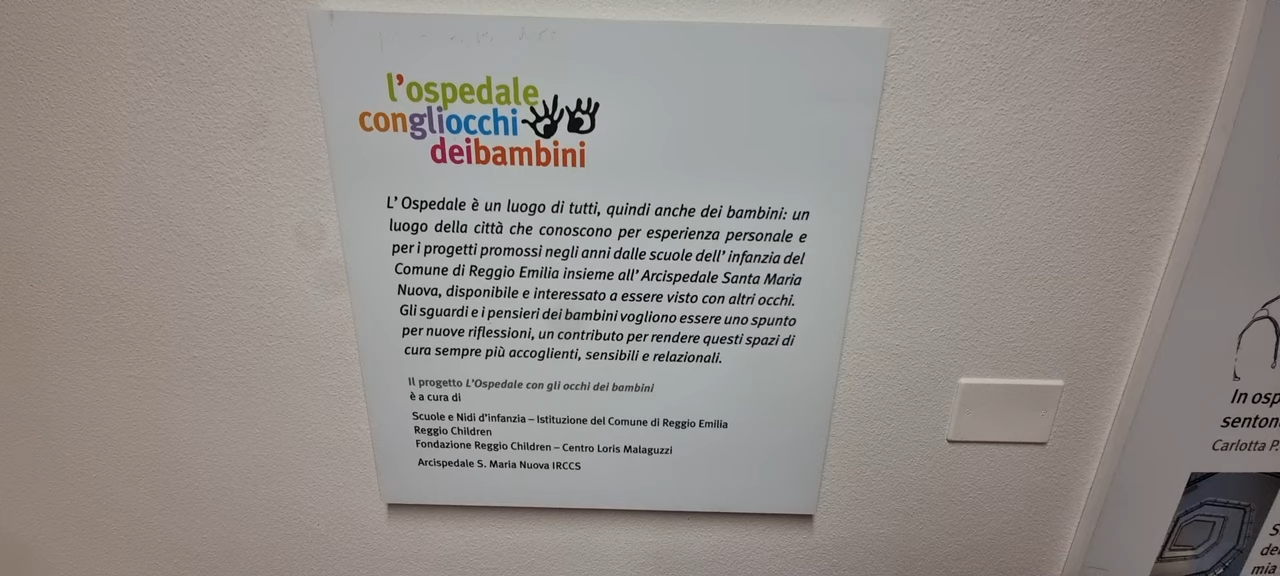 l'ospedale
congliocchi
deibambini
L' Ospedale è un luogo di tutti, quindi anche dei bambini: un
luogo della città che conoscono per esperienza personale e
per i progetti promossi negli anni dalle scuole dell' infanzia del
Comune di Reggio Emilia insieme all' Arcispedale Santa Maria
Nuova, disponibile e interessato a essere visto con altri occhi.
Gli sguardi e i pensieri dei bambini vogliono essere uno spunto
per nuove riflessioni, un contributo per rendere questi spazi di
cura sempre più accoglienti, sensibili e relazionali.
Il progetto L'Ospedale con gli occhi dei bambini
è a cura di
Scuole e Nidi d'infanzia – Istituzione del Comune di Reggio Emilia
Reggio Children
Fondazione Reggio Children – Centro Loris Malaguzzi
Arcispedale S. Maria Nuova IRCCS
In osp
senton
Carlotta P.
S
de
mia